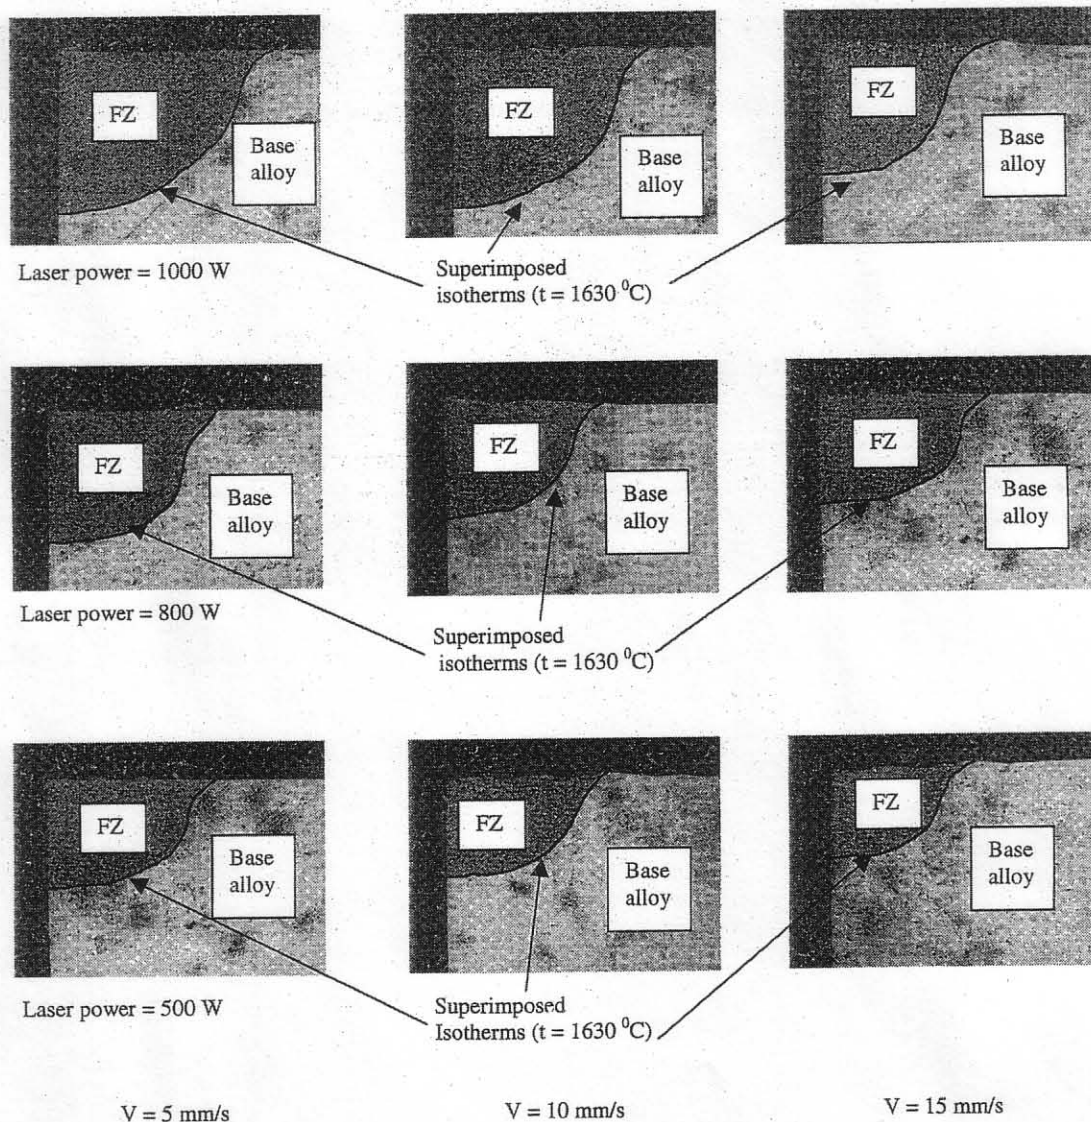 FZ
Base
alloy
FZ
Base
alloy
FZ
Base
alloy
Laser power = 1000 W
Superimposed
isotherms (t = 1630 ⁰C)
FZ
Base
alloy
FZ
Base
alloy
FZ
Base
alloy
Laser power = 800 W
Superimposed
isotherms (t = 1630 ⁰C)
FZ
Base
alloy
FZ
Base
alloy
FZ
Base
alloy
Laser power = 500 W
Superimposed
Isotherms (t = 1630 ⁰C)
V = 5 mm/s
V = 10 mm/s
V = 15 mm/s